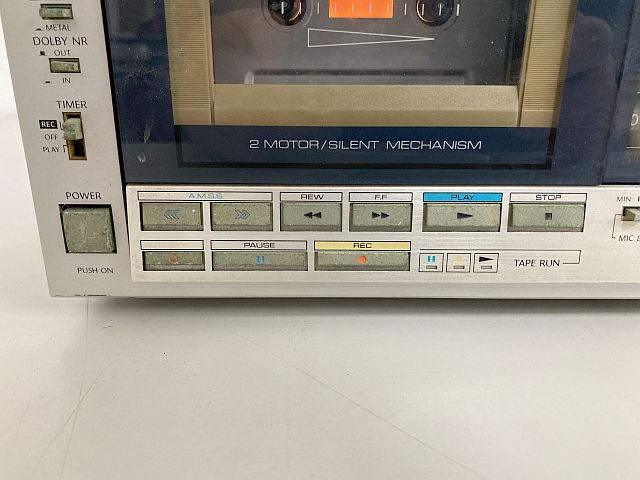 METAL
DOLBY NR
OUT
IN
TIMER
REC
OFF
PLAY
2 MOTOR/SILENT MECHANISM
POWER
PUSH ON
A.M.S.S.
REW
F.F
PLAY
STOP
PAUSE
REC
TAPE RUN
MIN
MIC